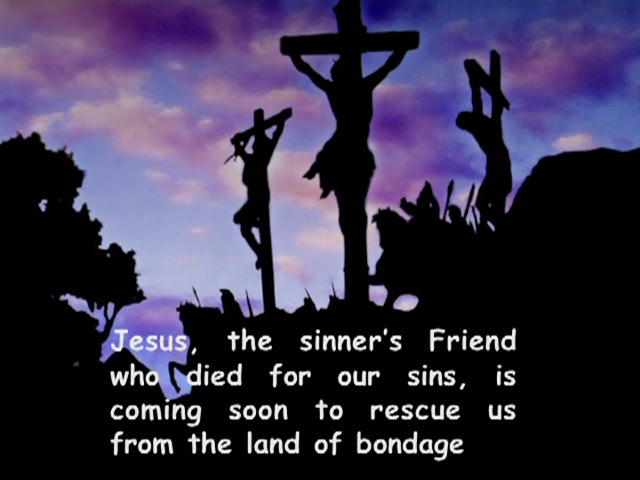 Jesus, the sinner's Friend
who died for our sins, is
coming soon to rescue us
from the land of bondage